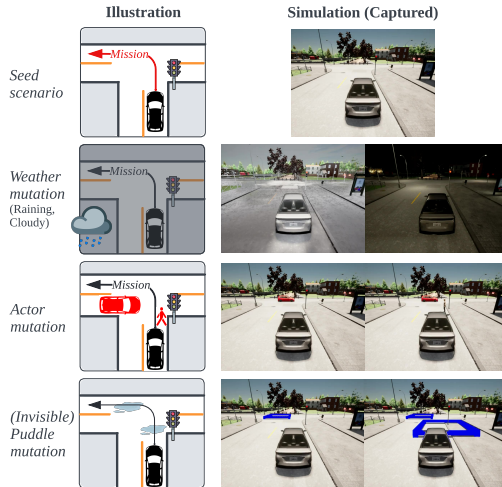 Illustration
Simulation (Captured)
Seed
scenario
Mission
Weather
mutation
(Raining,
Cloudy)
Mission
Actor
mutation
Mission
(Invisible)
Puddle
mutation